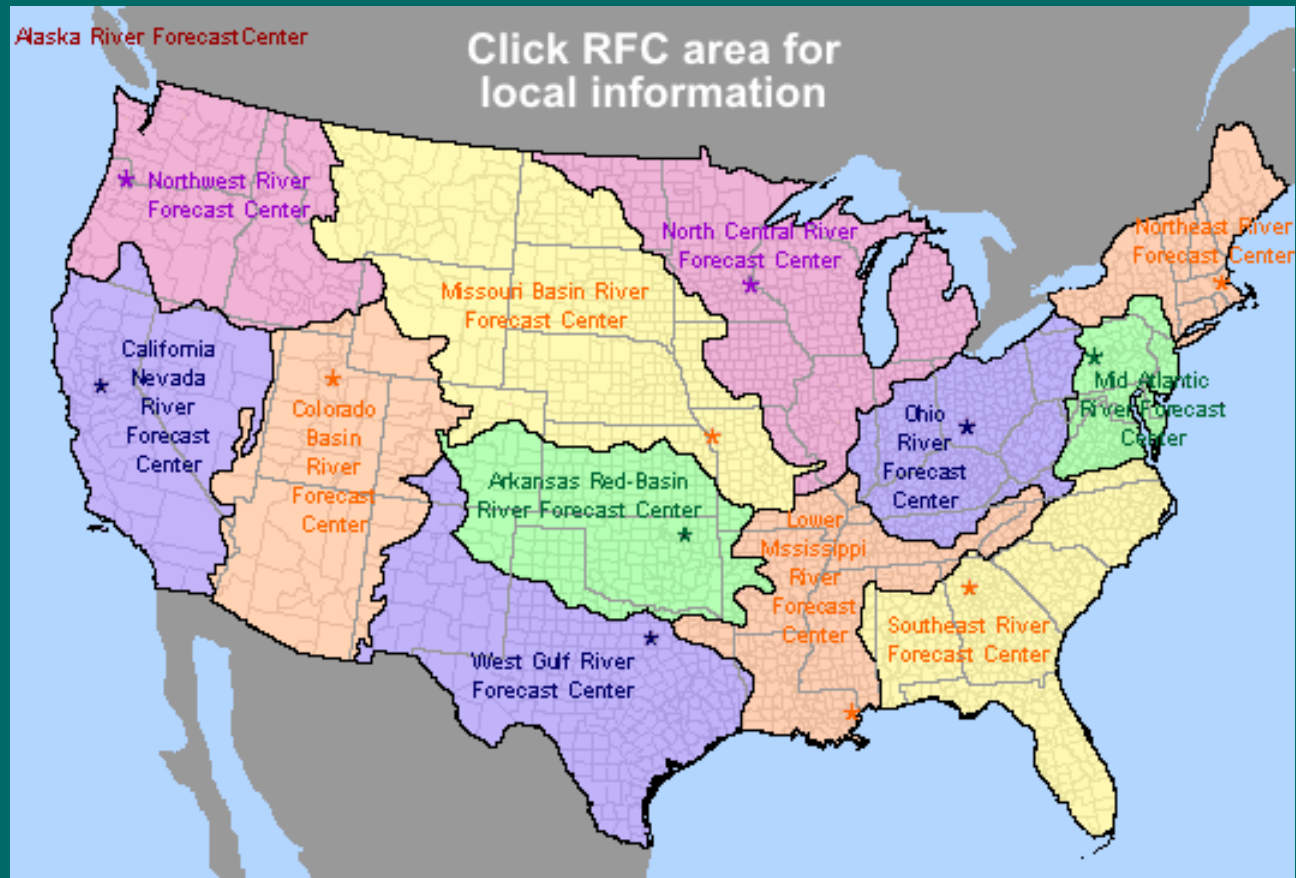 Alaska River Forecast Center
Click RFC area for
local information
Northwest River
Forecast Center
North Central River
Forecast Center
Northeast River
Forecast Center
Missouri Basin River
Forecast Center
California
Nevada
River
Forecast
Center
Colorado
Basin
River
Forecast
Center
Ohio
River
Forecast
Center
Mid Atlantic
River Forecast
Center
Arkansas Red-Basin
River Forecast Center
Lower
Mississippi
River
Forecast
Center
Southeast River
Forecast Center
West Gulf River
Forecast Center